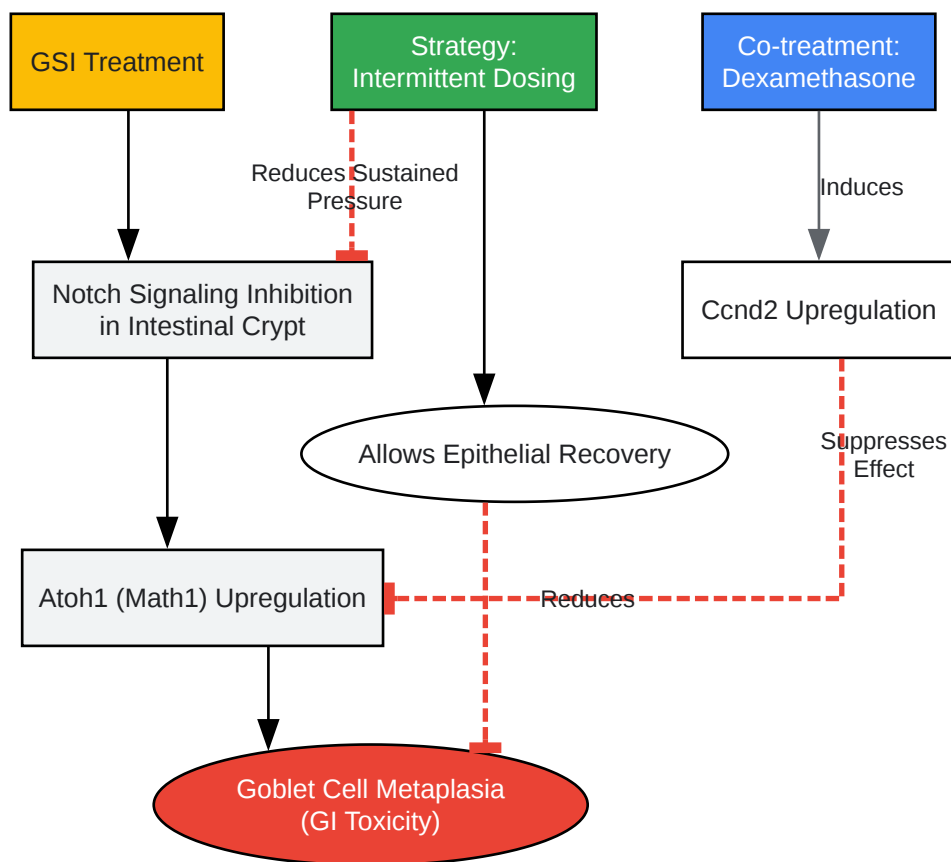 GSI Treatment
Strategy:
Intermittent Dosing
Co-treatment:
Dexamethasone
Reduces Sustained
Pressure
Induces
Notch Signaling Inhibition
in Intestinal Crypt
Ccnd2 Upregulation
Allows Epithelial Recovery
Suppresses
Effect
Atoh1 (Math1) Upregulation
Reduces
Goblet Cell Metaplasia
(GI Toxicity)